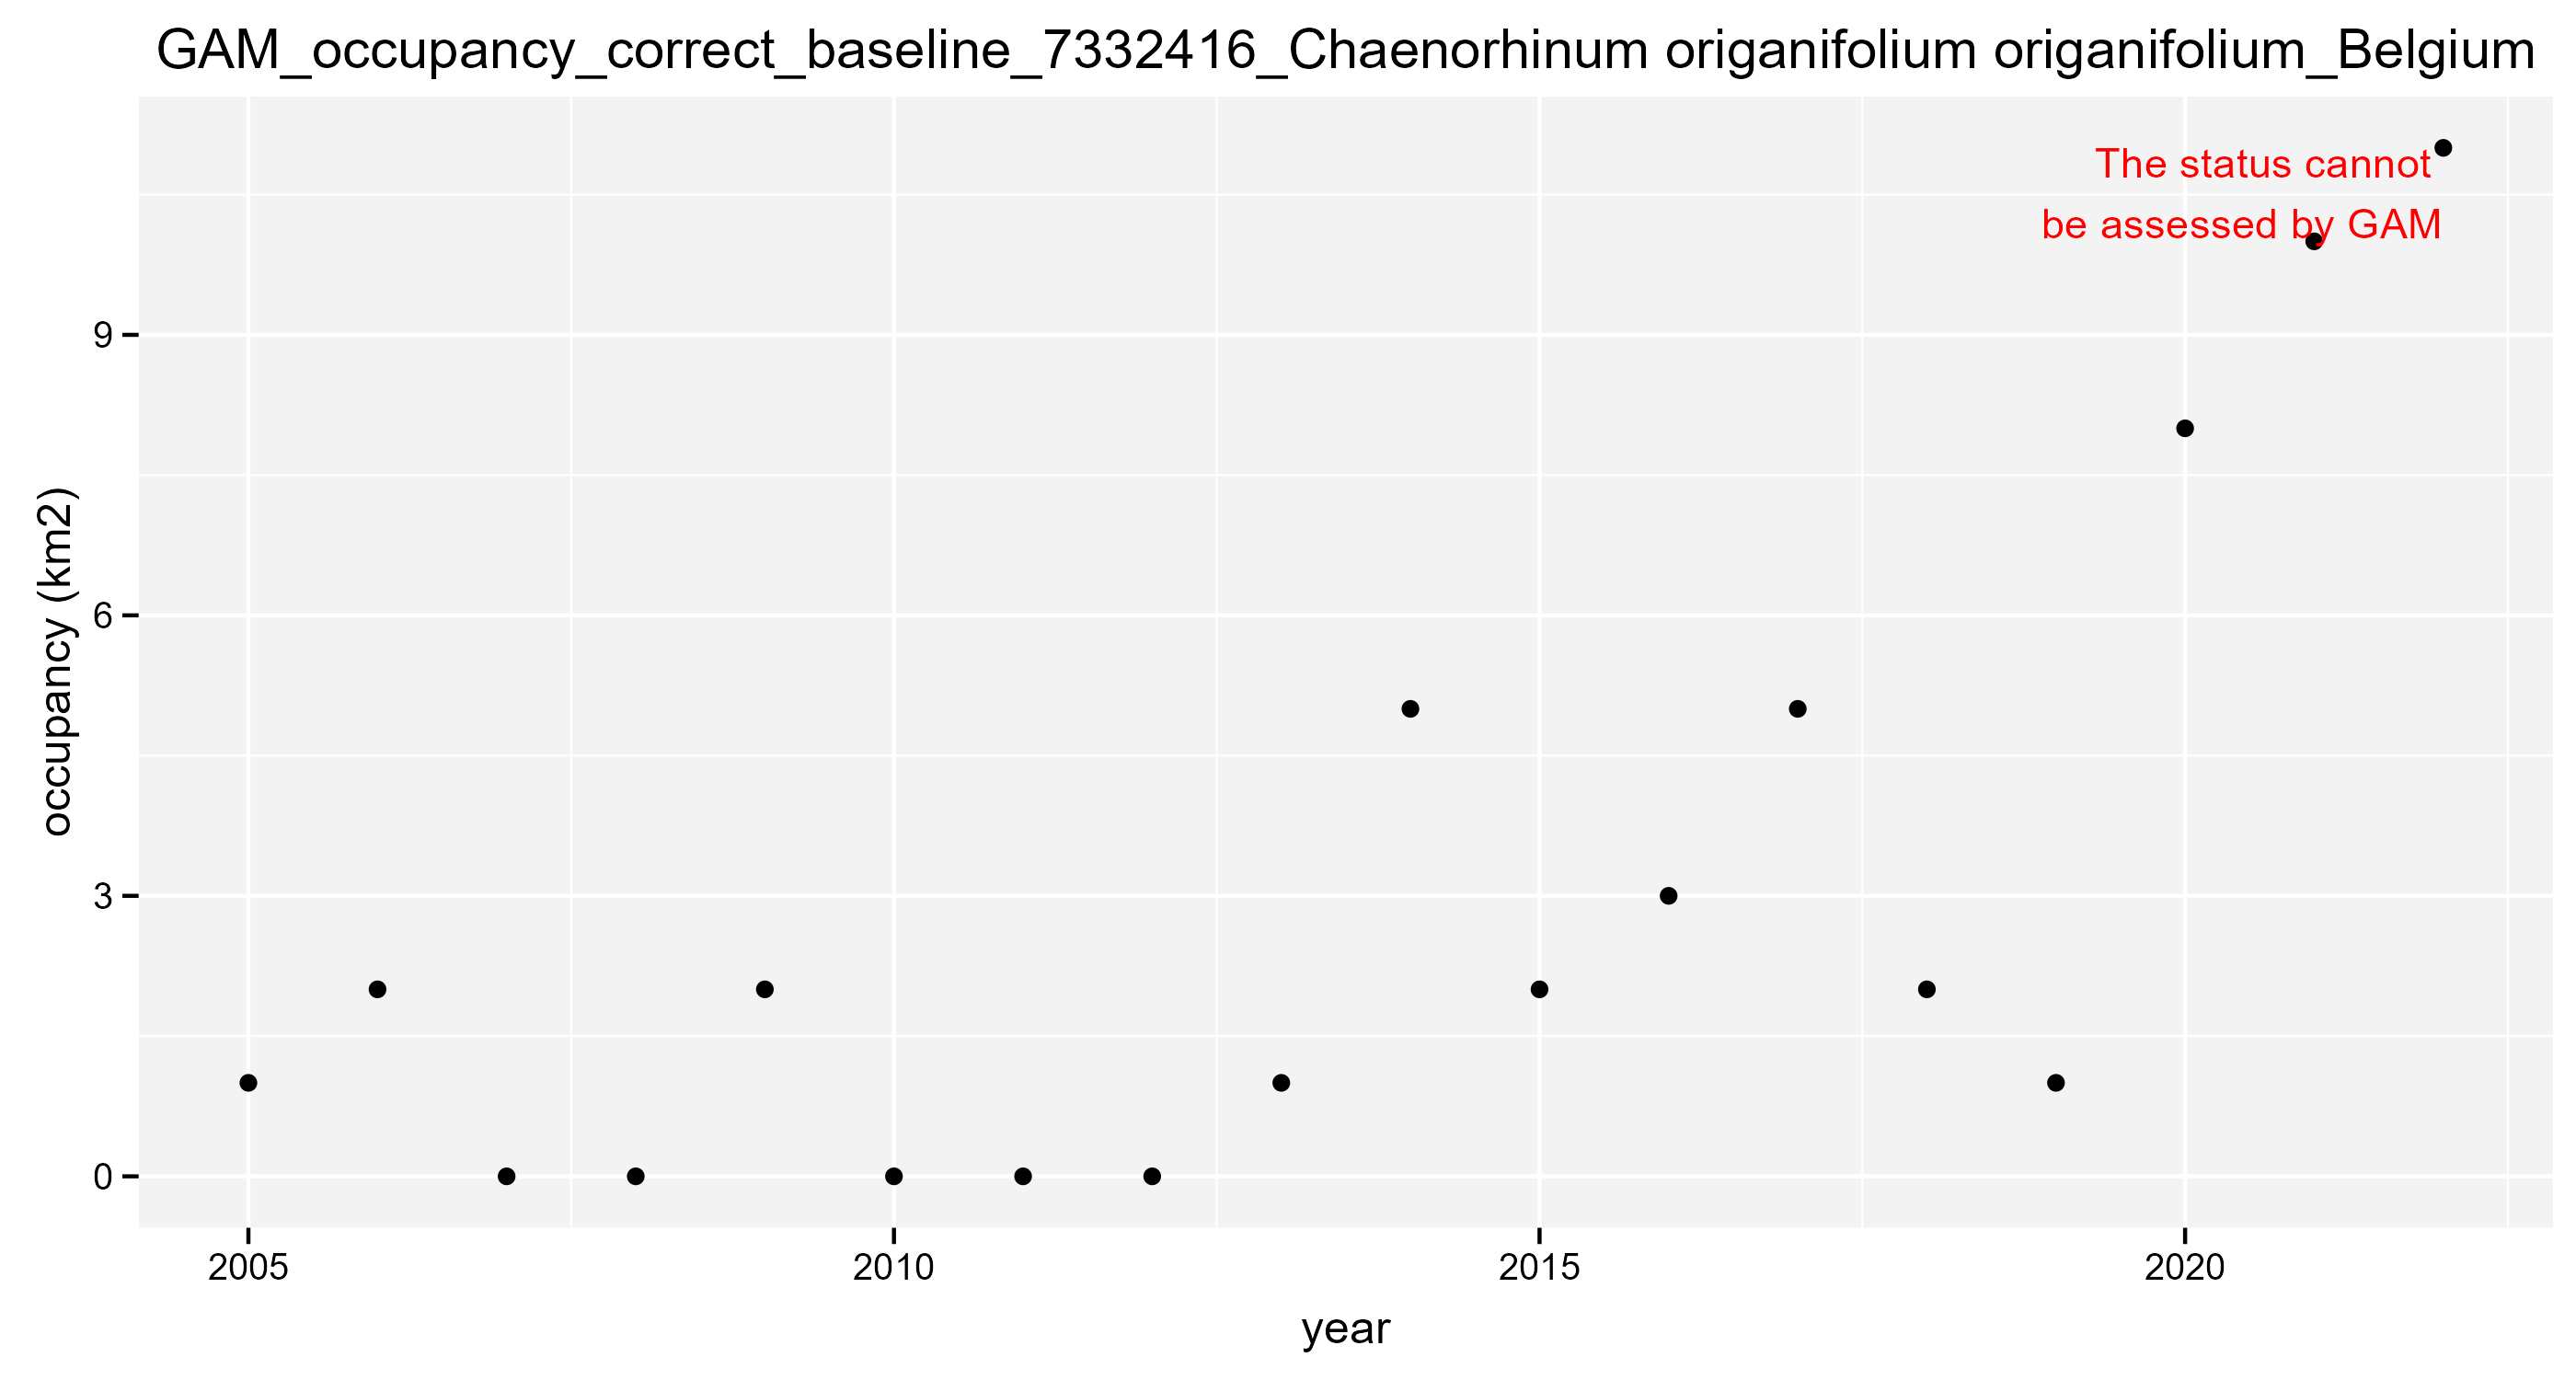 GAM_occupancy_correct_baseline_7332416_Chaenorhinum origanifolium origanifolium_Belgium
The status cannot
be assessed by GAM
occupancy (km2)
9
6
3
0
2005 2010 2015 2020
year